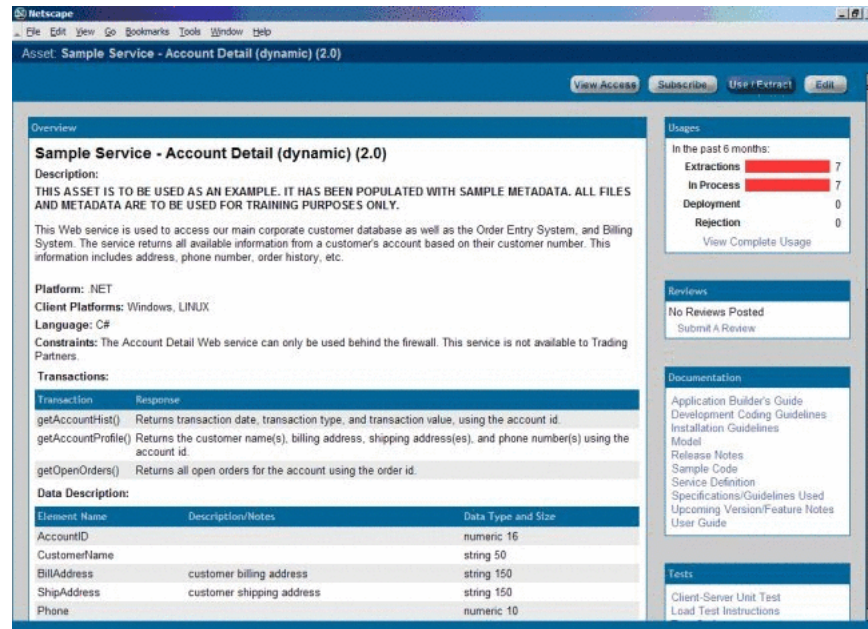 Netscape
File Edit View Go Bookmarks Tools Window Help
Asset: Sample Service - Account Detail (dynamic) (2.0)
View Access Subscribe Use / Extract Edit
Overview
Sample Service - Account Detail (dynamic) (2.0)
Description:
THIS ASSET IS TO BE USED AS AN EXAMPLE. IT HAS BEEN POPULATED WITH SAMPLE METADATA. ALL FILES
AND METADATA ARE TO BE USED FOR TRAINING PURPOSES ONLY.
This Web service is used to access our main corporate customer database as well as the Order Entry System, and Billing
System. The service returns all available information from a customer's account based on their customer number. This
information includes address, phone number, order history, etc.
Platform: .NET
Client Platforms: Windows, LINUX
Language: C#
Constraints: The Account Detail Web service can only be used behind the firewall. This service is not available to Trading
Partners.
Transactions:
Transaction Response
getAccountHist() Returns transaction date, transaction type, and transaction value, using the account id.
getAccountProfile() Returns the customer name(s), billing address, shipping address(es), and phone number(s) using the
account id.
getOpenOrders() Returns all open orders for the account using the order id.
Data Description:
Element Name Description/Notes Data Type and Size
AccountID numeric 16
CustomerName string 50
BillAddress customer billing address string 150
ShipAddress customer shipping address string 150
Phone numeric 10
Usages
In the past 6 months:
Extractions 7
In Process 7
Deployment 0
Rejection 0
View Complete Usage
Reviews
No Reviews Posted
Submit A Review
Documentation
Application Builder's Guide
Development Coding Guidelines
Installation Guidelines
Model
Release Notes
Sample Code
Service Definition
Specifications/Guidelines Used
Upcoming Version/Feature Notes
User Guide
Tests
Client-Server Unit Test
Load Test Instructions